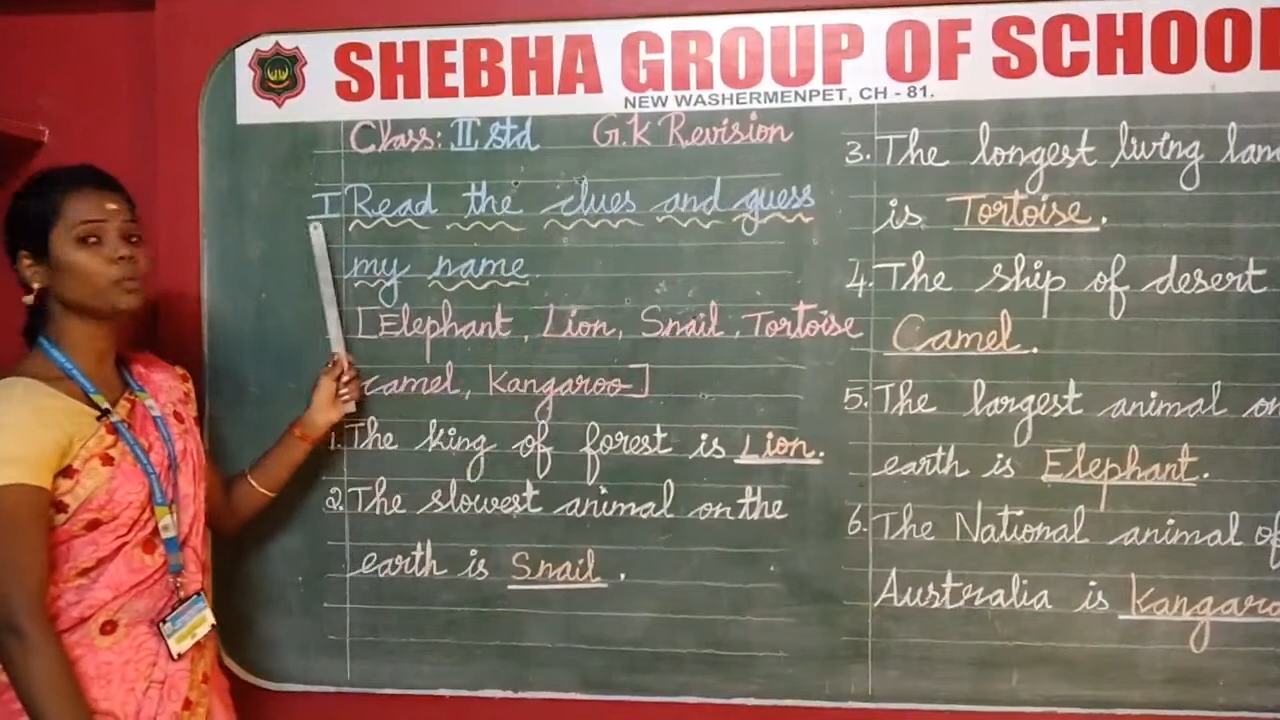 SHEBHA GROUP OF SCHOOL
NEW WASHERMENPET, CH - 81.
Class: II std G.K Revision
I Read the clues and guess
my name.
[Elephant, Lion, Snail, Tortoise
camel, Kangaroo]
1. The king of forest is Lion.
2. The slowest animal on the
earth is Snail.
3. The longest living
is Tortoise.
4. The ship of desert
Camel.
5. The largest animal
earth is Elephant.
6. The National animal of
Australia is